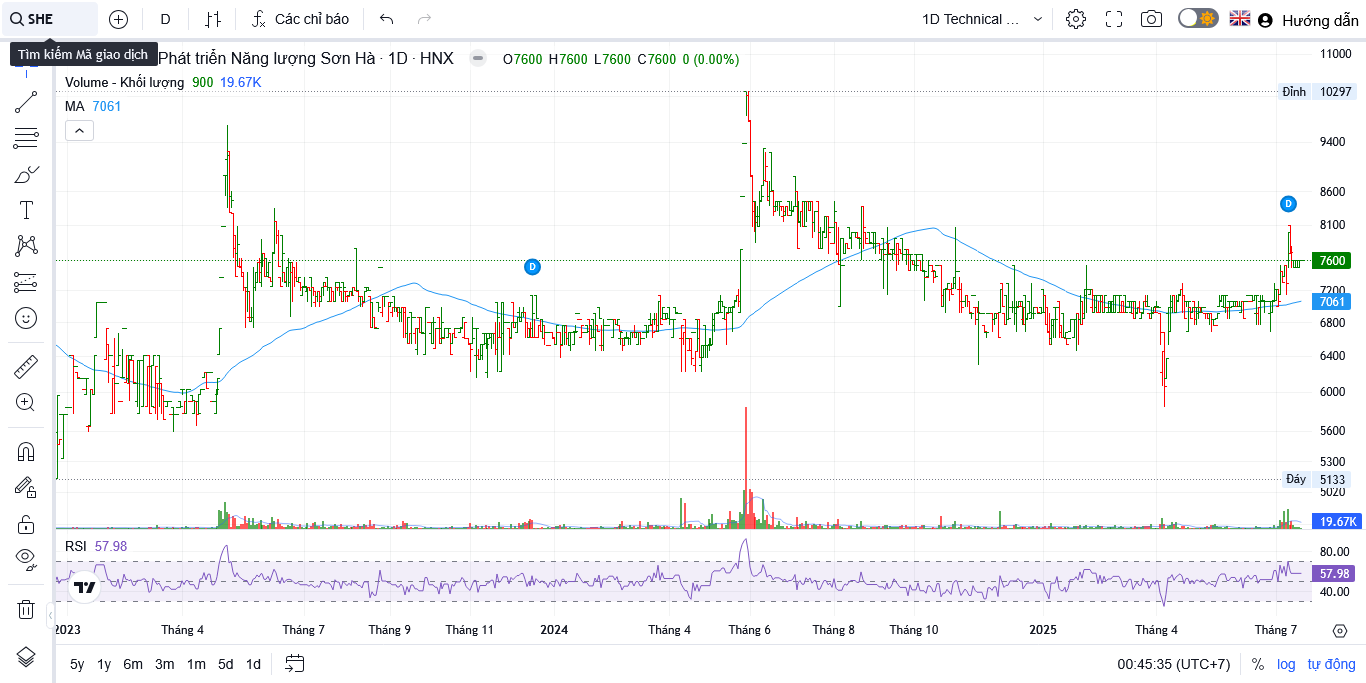 SHE
D
Các chỉ báo
1D Technical ...
Hướng dẫn
Tìm kiếm Mã giao dịch
Phát triển Năng lượng Sơn Hà · 1D · HNX
O7600 H7600 L7600 C7600 0 (0.00%)
Volume - Khối lượng 900 19.67K
MA 7061
11000
Đỉnh 10297
9400
8600
8100
7600
7200
7061
6800
6400
6000
5600
5300
Đáy 5133
5020
19.67K
D
D
RSI 57.98
80.00
57.98
40.00
2023
Tháng 4
Tháng 7
Tháng 9
Tháng 11
2024
Tháng 4
Tháng 6
Tháng 8
Tháng 10
2025
Tháng 4
Tháng 7
5y 1y 6m 3m 1m 5d 1d
00:45:35 (UTC+7)
% log tự động